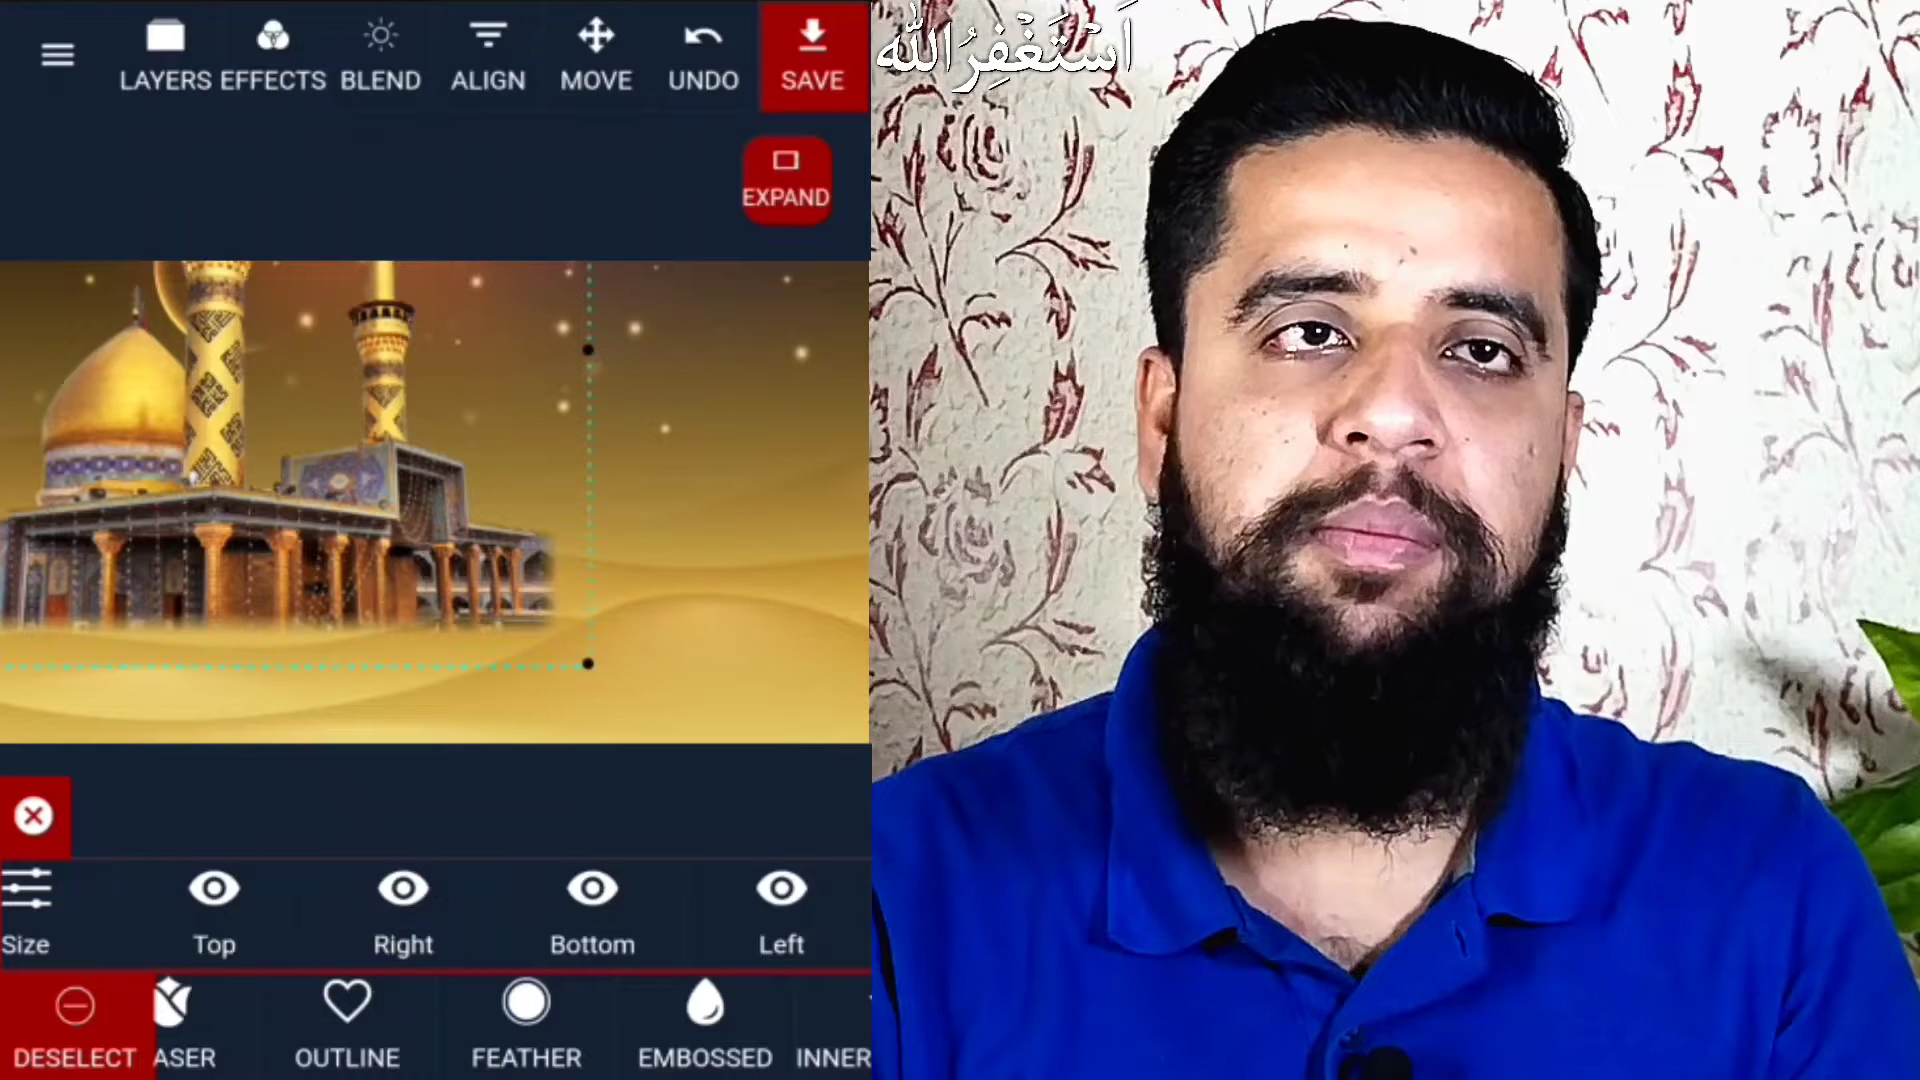 LAYERS EFFECTS BLEND ALIGN MOVE UNDO SAVE
اَسْتَغْفِرُاللّٰه
EXPAND
Size Top Right Bottom Left
DESELECT ASER OUTLINE FEATHER EMBOSSED INNER